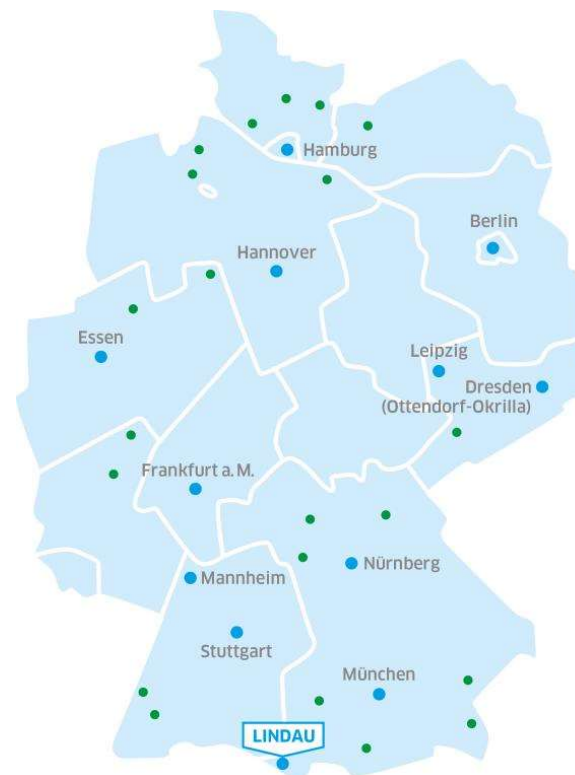 Hamburg
Berlin
Hannover
Essen
Leipzig
Dresden
(Ottendorf-Okrilla)
Frankfurt a. M.
Nürnberg
Mannheim
Stuttgart
München
LINDAU